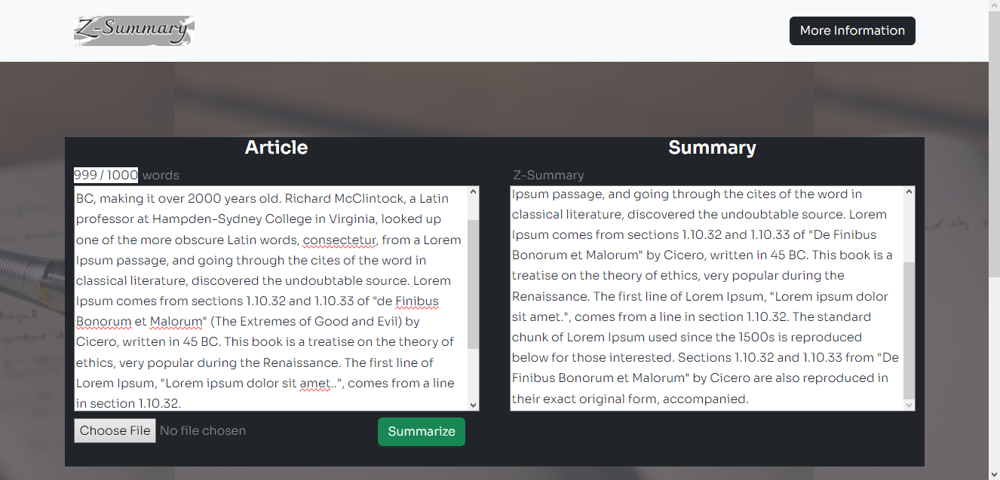 Z-Summary
More Information
Article
999 / 1000 words
BC, making it over 2000 years old. Richard McClintock, a Latin
professor at Hampden-Sydney College in Virginia, looked up
one of the more obscure Latin words, consectetur, from a Lorem
Ipsum passage, and going through the cites of the word in
classical literature, discovered the undoubtable source. Lorem
Ipsum comes from sections 1.10.32 and 1.10.33 of "de Finibus
Bonorum et Malorum" (The Extremes of Good and Evil) by
Cicero, written in 45 BC. This book is a treatise on the theory of
ethics, very popular during the Renaissance. The first line of
Lorem Ipsum, "Lorem ipsum dolor sit amet..", comes from a line
in section 1.10.32.
Choose File No file chosen
Summarize
Summary
Z-Summary
Ipsum passage, and going through the cites of the word in
classical literature, discovered the undoubtable source. Lorem
Ipsum comes from sections 1.10.32 and 1.10.33 of "De Finibus
Bonorum et Malorum" by Cicero, written in 45 BC. This book is a
treatise on the theory of ethics, very popular during the
Renaissance. The first line of Lorem Ipsum, "Lorem ipsum dolor
sit amet.", comes from a line in section 1.10.32. The standard
chunk of Lorem Ipsum used since the 1500s is reproduced
below for those interested. Sections 1.10.32 and 1.10.33 from "De
Finibus Bonorum et Malorum" by Cicero are also reproduced in
their exact original form, accompanied.